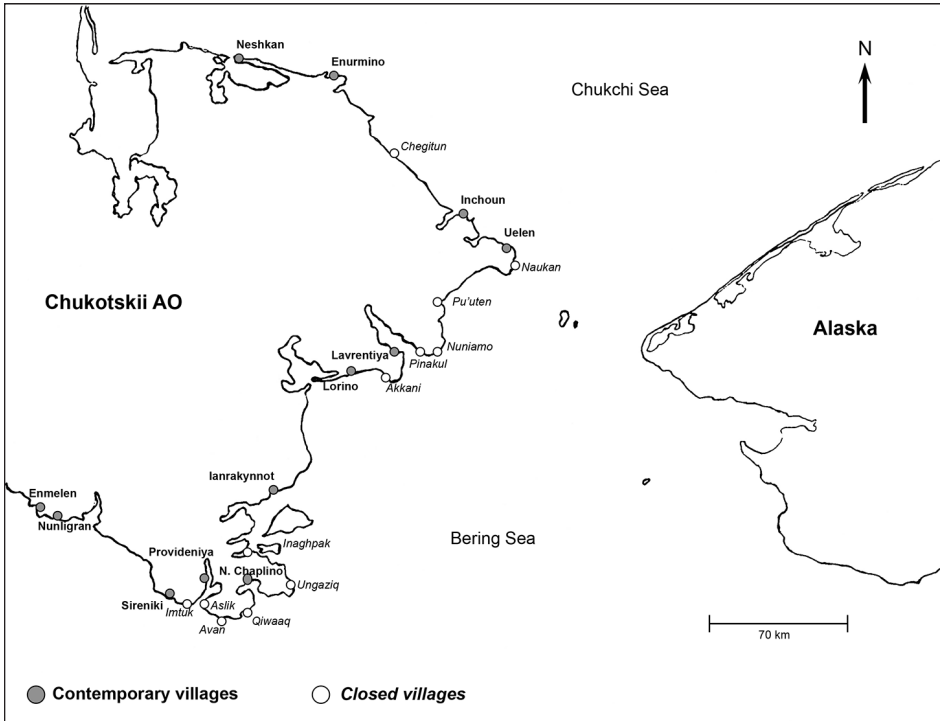 Neshkan
Enurmino
Chukchi Sea
N
Chegitun
Inchoun
Uelen
Naukan
Chukotskii AO
Pu'uten
Alaska
Nuniamo
Lavrentiya
Pinakul
Lorino
Akkani
Ianrakynnot
Enmelen
Nunligran
Inaghpak
Bering Sea
Provideniya
N. Chaplino
Ungaziq
Sireniki
Imtuk
Aslik
Qiwaaq
Avan
70 km
Contemporary villages
Closed villages